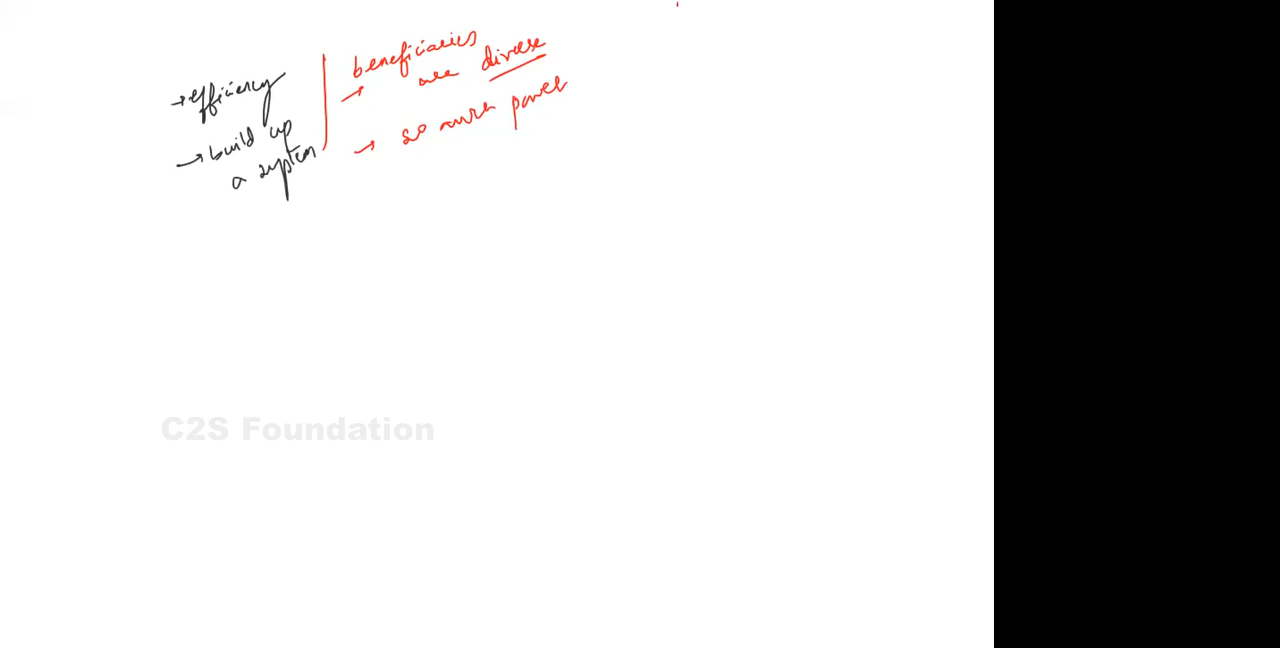 → efficiency
→ build up
a system
beneficiaries
→ are diverse
→ so much power
C2S Foundation